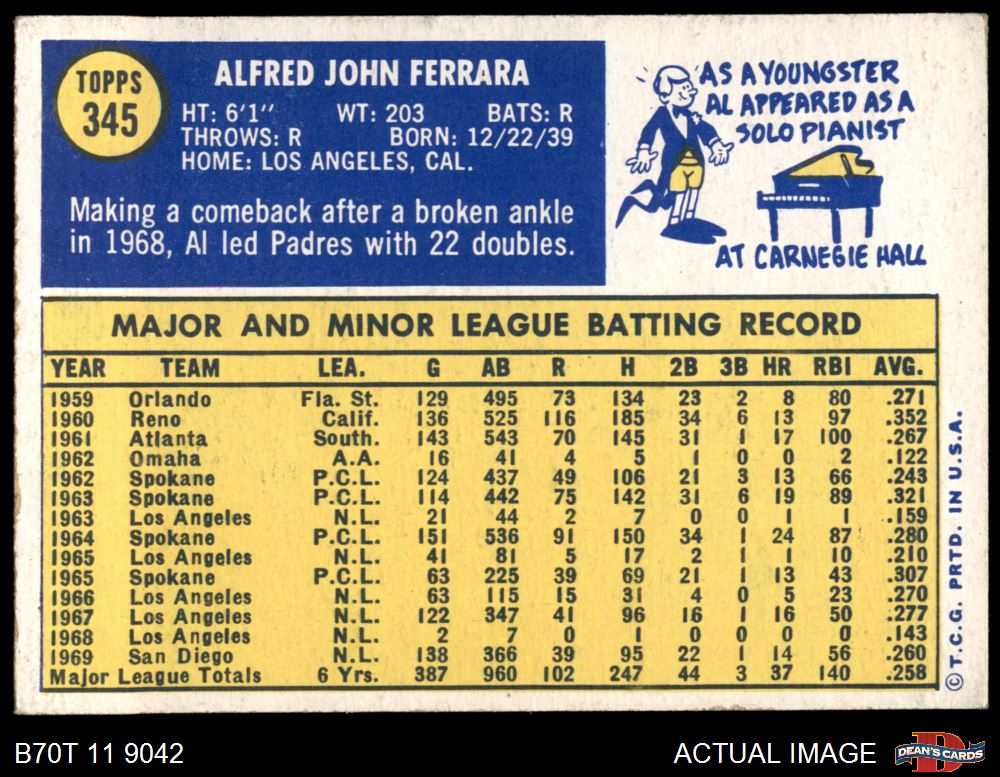 TOPPS
345
ALFRED JOHN FERRARA
HT: 6'1" WT: 203 BATS: R
THROWS: R BORN: 12/22/39
HOME: LOS ANGELES, CAL.
Making a comeback after a broken ankle
in 1968, Al led Padres with 22 doubles.
AS A YOUNGSTER
AL APPEARED AS A
SOLO PIANIST
AT CARNEGIE HALL
MAJOR AND MINOR LEAGUE BATTING RECORD
YEAR TEAM LEA. G AB R H 2B 3B HR RBI AVG.
1959 Orlando Fla. St. 129 495 73 134 23 2 8 80 .271
1960 Reno Calif. 136 525 116 185 34 6 13 97 .352
1961 Atlanta South. 143 543 70 145 31 1 17 100 .267
1962 Omaha A.A. 16 41 4 5 1 0 0 2 .122
1962 Spokane P.C.L. 124 437 49 106 21 3 13 66 .243
1963 Spokane P.C.L. 114 442 75 142 31 6 19 89 .321
1963 Los Angeles N.L. 21 44 2 7 0 0 1 1 .159
1964 Spokane P.C.L. 151 536 91 150 34 1 24 87 .280
1965 Los Angeles N.L. 41 81 5 17 2 1 1 10 .210
1965 Spokane P.C.L. 63 225 39 69 21 1 13 43 .307
1966 Los Angeles N.L. 63 115 15 31 4 0 5 23 .270
1967 Los Angeles N.L. 122 347 41 96 16 1 16 50 .277
1968 Los Angeles N.L. 2 7 0 1 0 0 0 0 .143
1969 San Diego N.L. 138 366 39 95 22 1 14 56 .260
Major League Totals 6 Yrs. 387 960 102 247 44 3 37 140 .258
© T.C.G. PRTD. IN U.S.A.
B70T 11 9042
ACTUAL IMAGE
DEAN'S CARDS